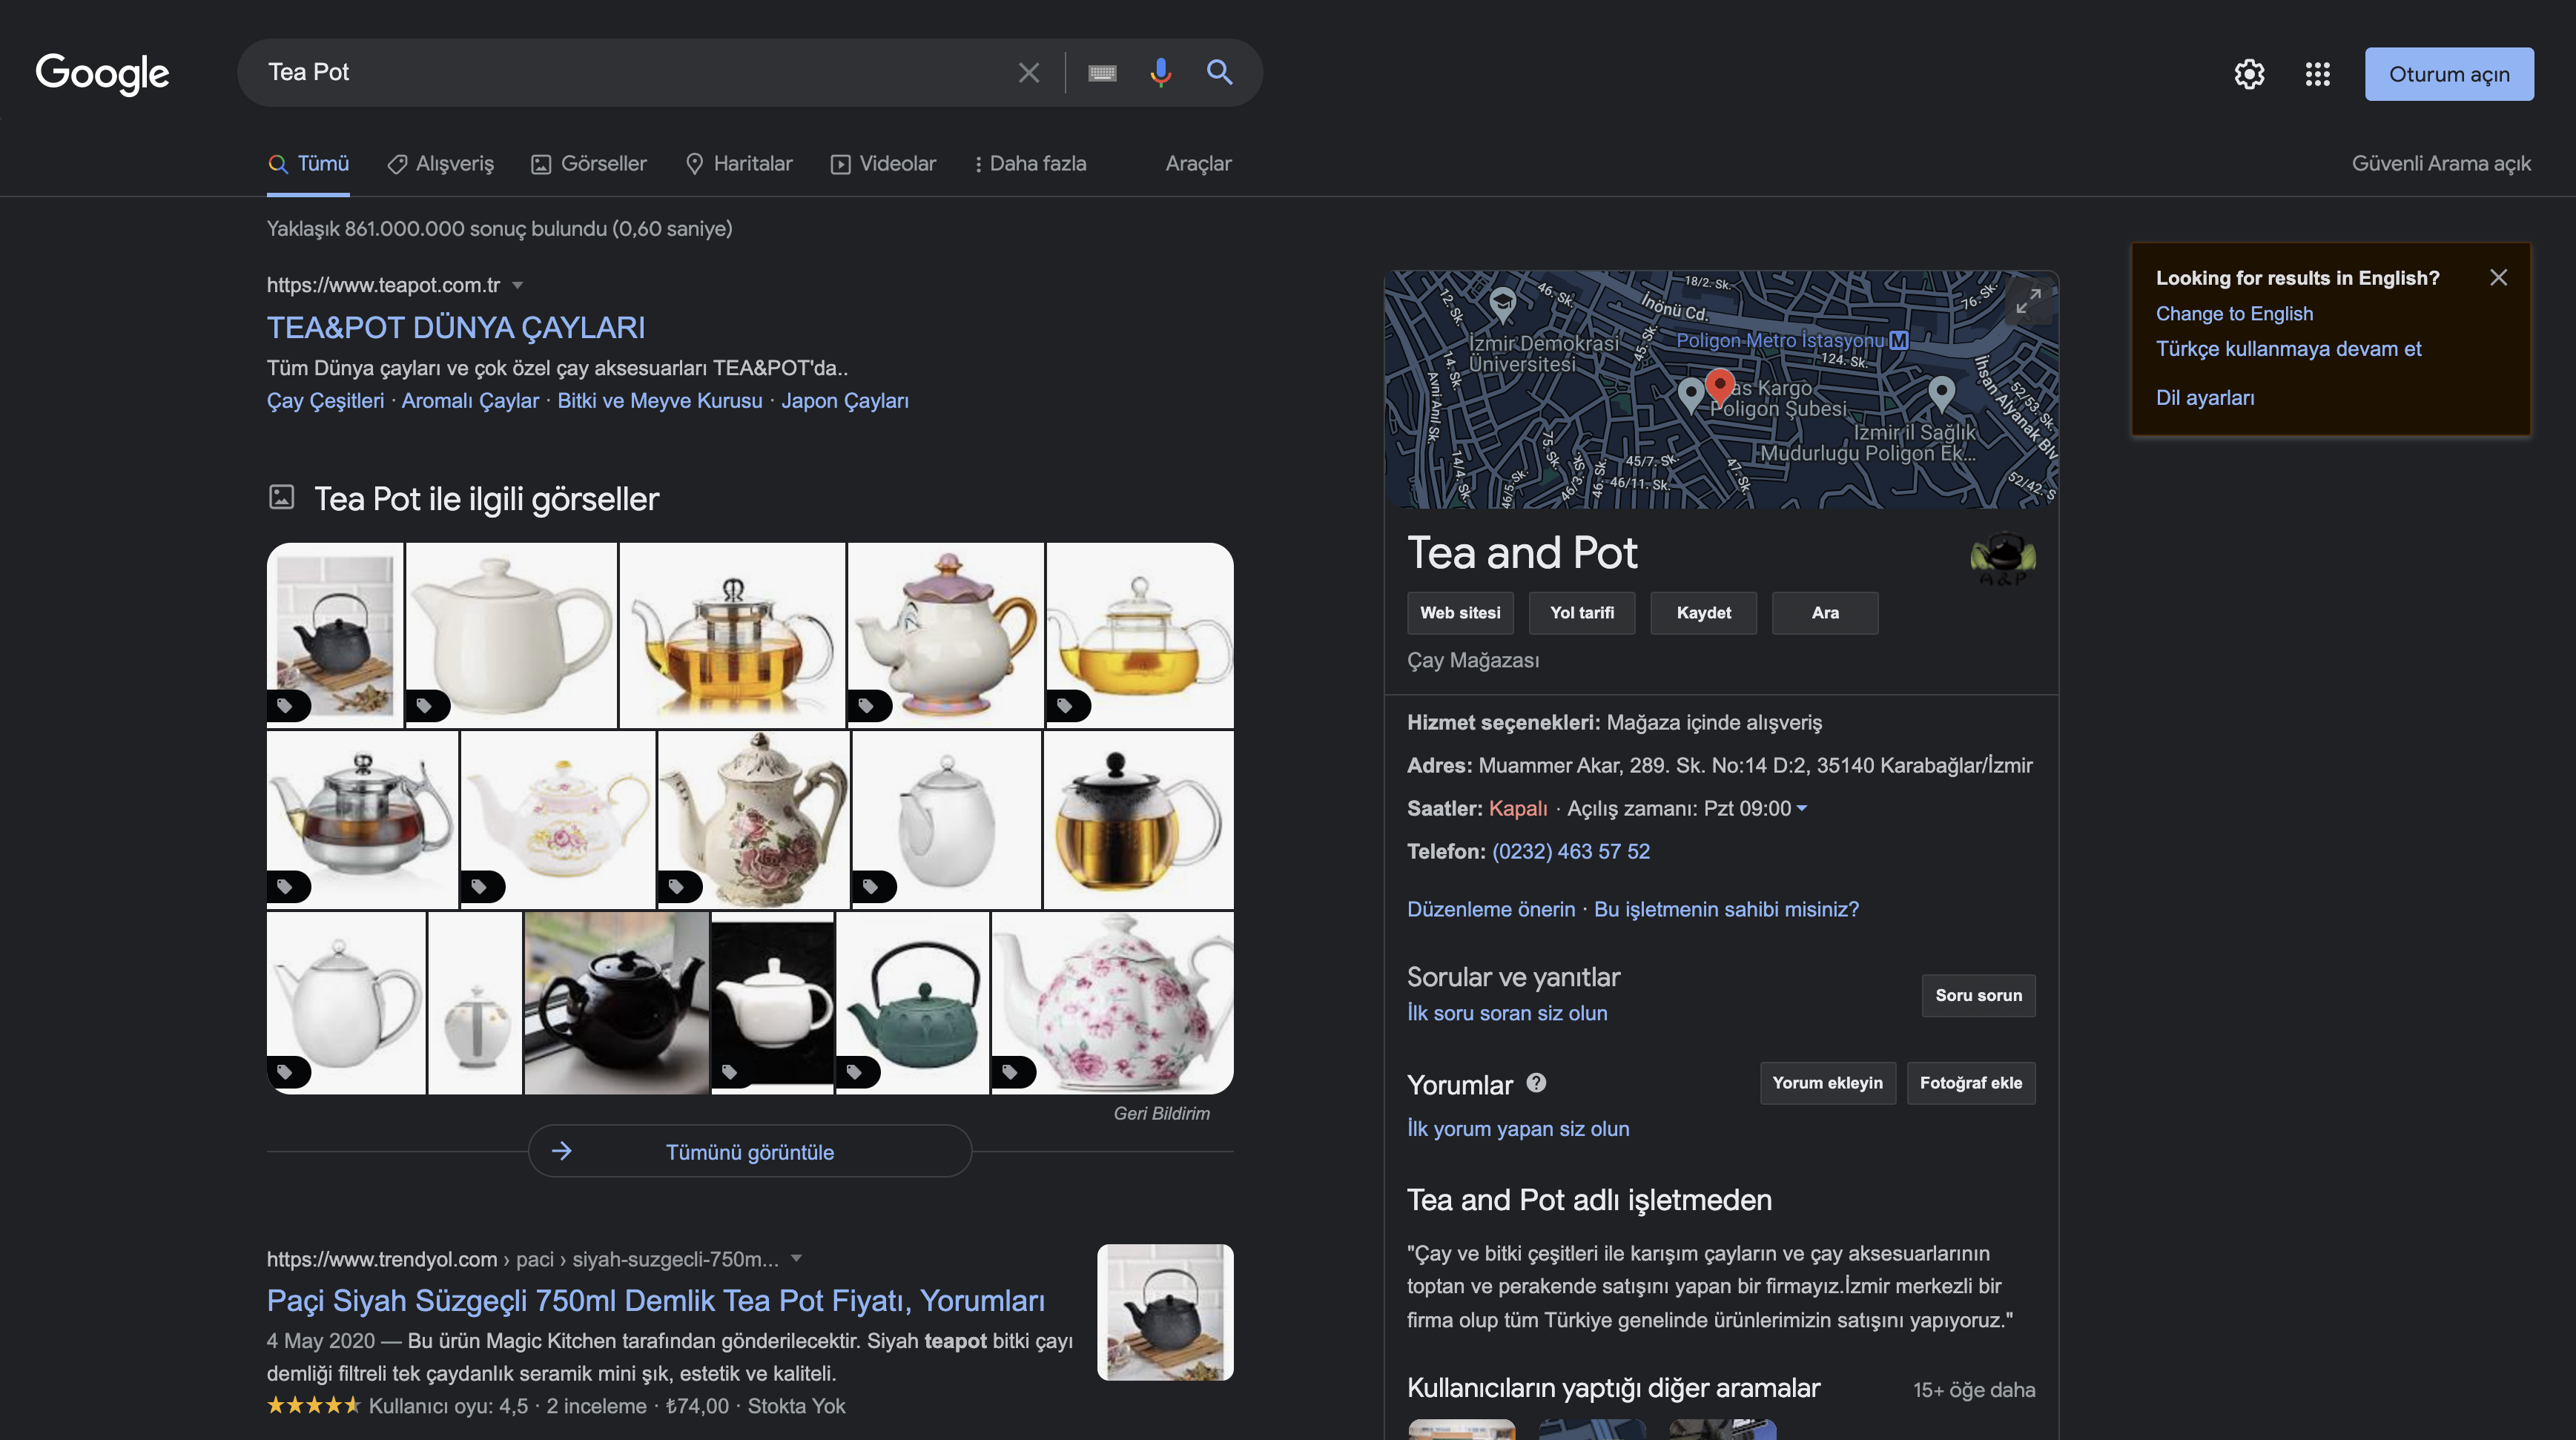 Google
Tea Pot
Oturum açın
Tümü
Alışveriş
Görseller
Haritalar
Videolar
Daha fazla
Araçlar
Güvenli Arama açık
Yaklaşık 861.000.000 sonuç bulundu (0,60 saniye)
https://www.teapot.com.tr
TEA&POT DÜNYA ÇAYLARI
Tüm Dünya çayları ve çok özel çay aksesuarları TEA&POT'da..
Çay Çeşitleri · Aromalı Çaylar · Bitki ve Meyve Kurusu · Japon Çayları
Tea Pot ile ilgili görseller
Geri Bildirim
Tümünü görüntüle
https://www.trendyol.com › paci › siyah-suzgecli-750m...
Paçi Siyah Süzgeçli 750ml Demlik Tea Pot Fiyatı, Yorumları
4 May 2020 — Bu ürün Magic Kitchen tarafından gönderilecektir. Siyah teapot bitki çayı
demliği filtreli tek çaydanlık seramik mini şık, estetik ve kaliteli.
Kullanıcı oyu: 4,5 · 2 inceleme · ₺74,00 · Stokta Yok
12. Sk.
46. Sk.
18/2. Sk.
76. Sk.
İnönü Cd.
İzmir Demokrasi
Üniversitesi
45. Sk.
Poligon Metro İstasyonu M
124. Sk.
14. Sk.
Avni Anıl Sk.
as Kargo
Poligon Şubesi
İhsan Alyanak Blv
52/53. Sk.
İzmir il Sağlık
Mudurlugu Poligon Ek...
75. Sk.
14/4. Sk.
46/5. Sk.
46/3. Sk.
46. Sk.
45/7. Sk.
46/11. Sk.
47. Sk.
52/42. S
Tea and Pot
A&P
Web sitesi
Yol tarifi
Kaydet
Ara
Çay Mağazası
Hizmet seçenekleri: Mağaza içinde alışveriş
Adres: Muammer Akar, 289. Sk. No:14 D:2, 35140 Karabağlar/İzmir
Saatler: Kapalı · Açılış zamanı: Pzt 09:00
Telefon: (0232) 463 57 52
Düzenleme önerin · Bu işletmenin sahibi misiniz?
Sorular ve yanıtlar
Soru sorun
İlk soru soran siz olun
Yorumlar
Yorum ekleyin
Fotoğraf ekle
İlk yorum yapan siz olun
Tea and Pot adlı işletmeden
"Çay ve bitki çeşitleri ile karışım çayların ve çay aksesuarlarının
toptan ve perakende satışını yapan bir firmayız.İzmir merkezli bir
firma olup tüm Türkiye genelinde ürünlerimizin satışını yapıyoruz."
Kullanıcıların yaptığı diğer aramalar
15+ öğe daha
Looking for results in English?
Change to English
Türkçe kullanmaya devam et
Dil ayarları